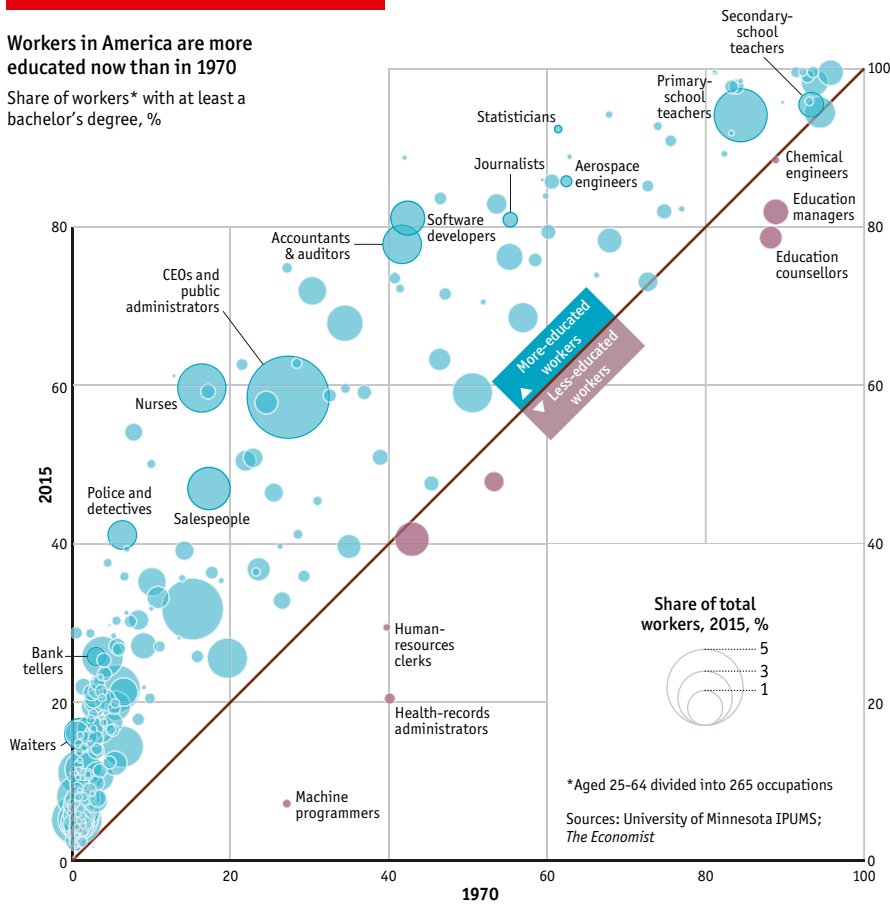 Workers in America are more
educated now than in 1970
Share of workers* with at least a
bachelor's degree, %
Secondary-
school
teachers
100
Primary-
school
teachers
Statisticians
Journalists
Aerospace
engineers
Chemical
engineers
Education
managers
Education
counsellors
80
80
Software
developers
Accountants
& auditors
CEOs and
public
administrators
More-educated
workers
Less-educated
workers
60
60
Nurses
2015
Police and
detectives
Salespeople
40
40
Share of total
workers, 2015, %
5
3
1
Human-
resources
clerks
Bank
tellers
20
20
Health-records
administrators
Waiters
Machine
programmers
*Aged 25-64 divided into 265 occupations
Sources: University of Minnesota IPUMS;
The Economist
0
0
0
20
40
60
80
100
1970